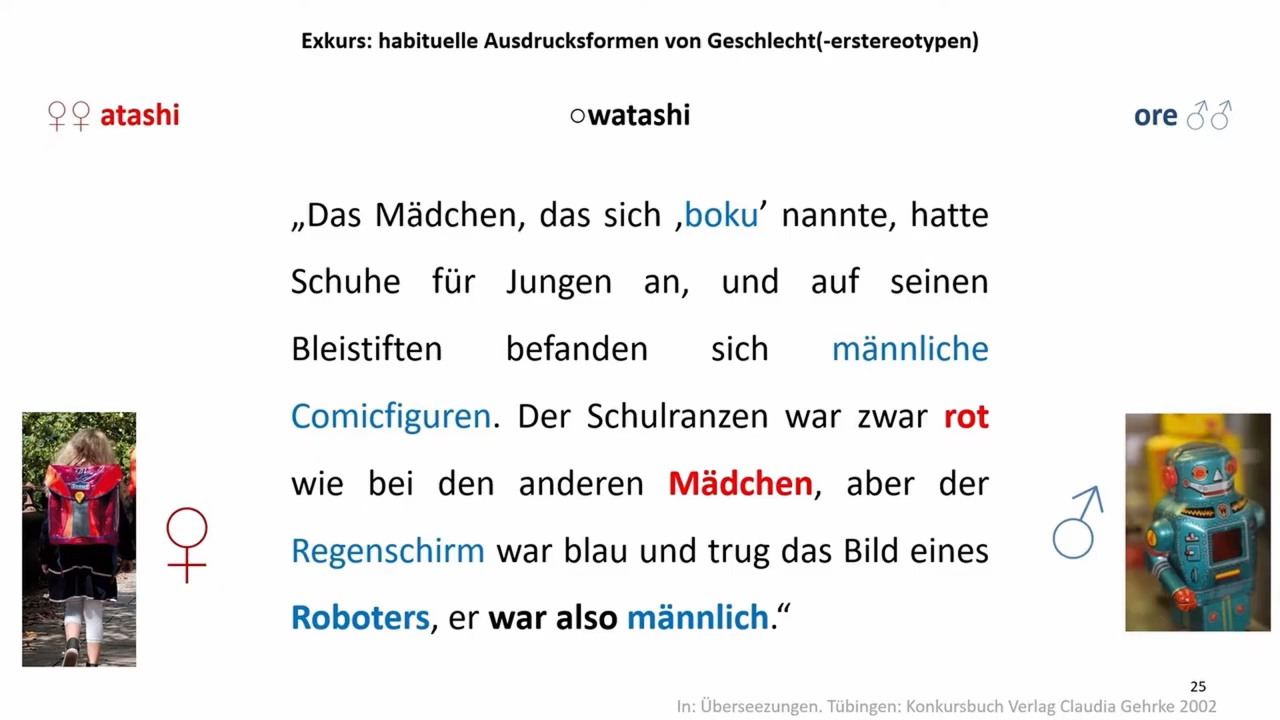 Exkurs: habituelle Ausdrucksformen von Geschlecht(-erstereotypen)
♀♀ atashi
○watashi
ore ♂♂
„Das Mädchen, das sich ‚boku’ nannte, hatte
Schuhe für Jungen an, und auf seinen
Bleistiften befanden sich männliche
Comicfiguren. Der Schulranzen war zwar rot
wie bei den anderen Mädchen, aber der
Regenschirm war blau und trug das Bild eines
Roboters, er war also männlich.“
♀
♂
25
In: Überseezungen. Tübingen: Konkursbuch Verlag Claudia Gehrke 2002